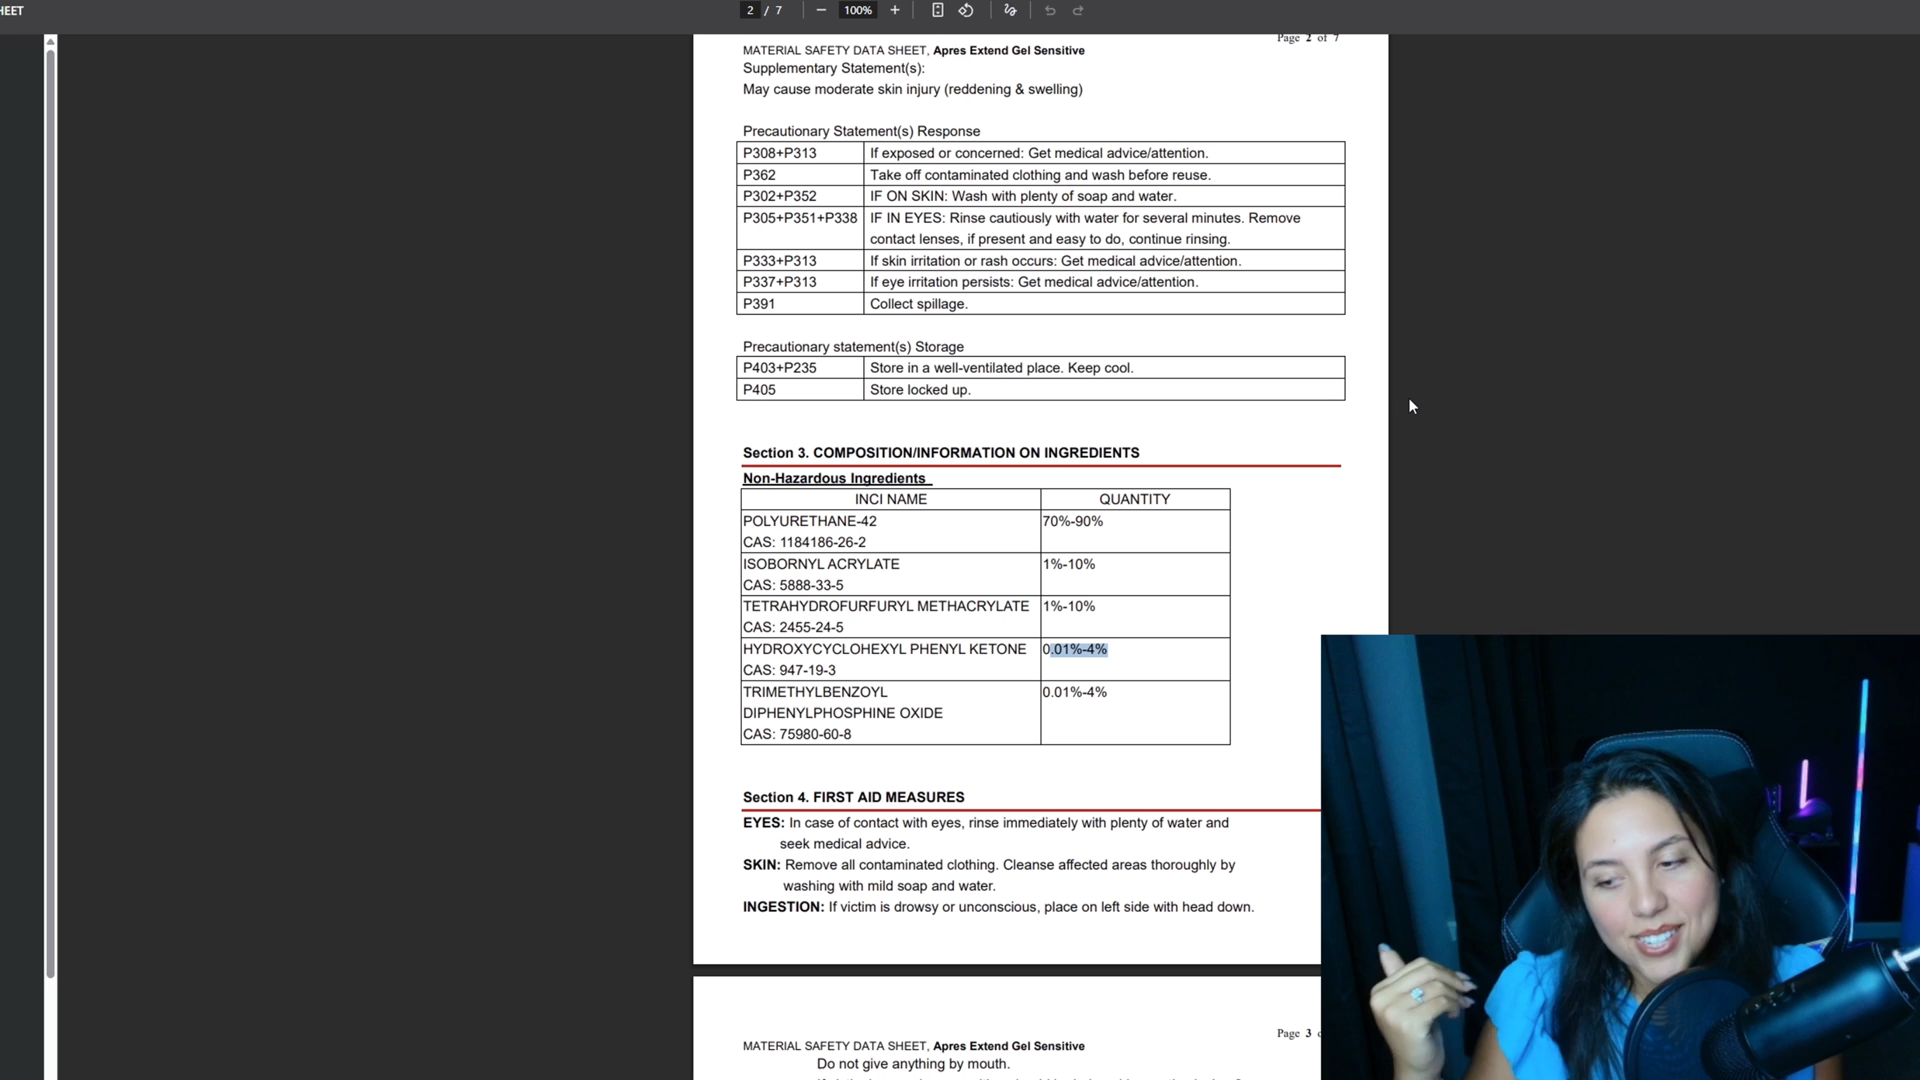 HEET
2 / 7
100%
Page 2 of 7
MATERIAL SAFETY DATA SHEET, Apres Extend Gel Sensitive
Supplementary Statement(s):
May cause moderate skin injury (reddening & swelling)
Precautionary Statement(s) Response
P308+P313 If exposed or concerned: Get medical advice/attention.
P362 Take off contaminated clothing and wash before reuse.
P302+P352 IF ON SKIN: Wash with plenty of soap and water.
P305+P351+P338 IF IN EYES: Rinse cautiously with water for several minutes. Remove
contact lenses, if present and easy to do, continue rinsing.
P333+P313 If skin irritation or rash occurs: Get medical advice/attention.
P337+P313 If eye irritation persists: Get medical advice/attention.
P391 Collect spillage.
Precautionary statement(s) Storage
P403+P235 Store in a well-ventilated place. Keep cool.
P405 Store locked up.
Section 3. COMPOSITION/INFORMATION ON INGREDIENTS
Non-Hazardous Ingredients
INCI NAME QUANTITY
POLYURETHANE-42 70%-90%
CAS: 1184186-26-2
ISOBORNYL ACRYLATE 1%-10%
CAS: 5888-33-5
TETRAHYDROFURFURYL METHACRYLATE 1%-10%
CAS: 2455-24-5
HYDROXYCYCLOHEXYL PHENYL KETONE 0.01%-4%
CAS: 947-19-3
TRIMETHYLBENZOYL 0.01%-4%
DIPHENYLPHOSPHINE OXIDE
CAS: 75980-60-8
Section 4. FIRST AID MEASURES
EYES: In case of contact with eyes, rinse immediately with plenty of water and
seek medical advice.
SKIN: Remove all contaminated clothing. Cleanse affected areas thoroughly by
washing with mild soap and water.
INGESTION: If victim is drowsy or unconscious, place on left side with head down.
Page 3
MATERIAL SAFETY DATA SHEET, Apres Extend Gel Sensitive
Do not give anything by mouth.